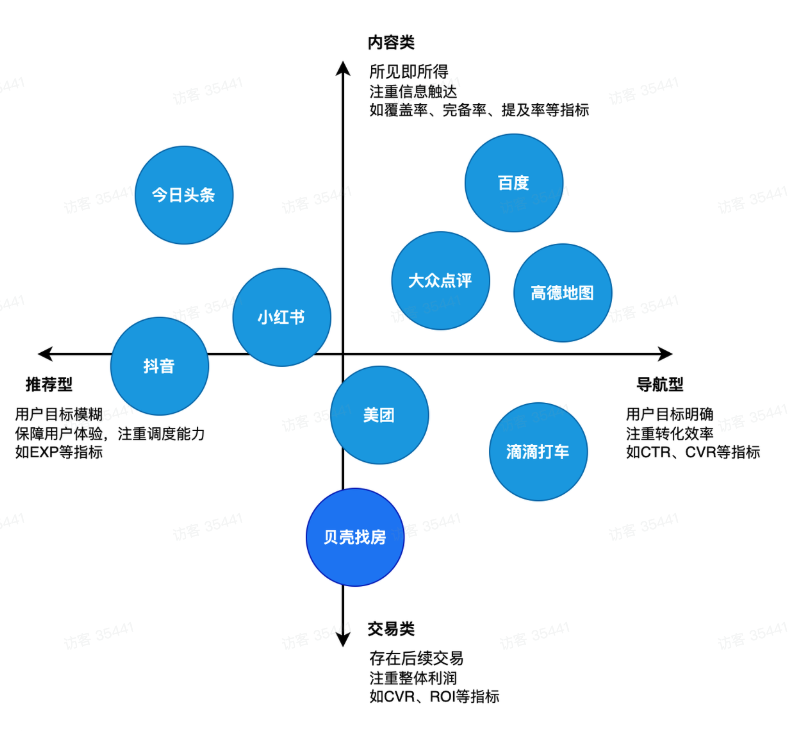 内容类
所见即所得
注重信息触达
如覆盖率、完备率、提及率等指标
今日头条
百度
大众点评
高德地图
小红书
抖音
推荐型
用户目标模糊
保障用户体验，注重调度能力
如EXP等指标
导航型
用户目标明确
注重转化效率
如CTR、CVR等指标
美团
滴滴打车
贝壳找房
交易类
存在后续交易
注重整体利润
如CVR、ROI等指标
访客 35441